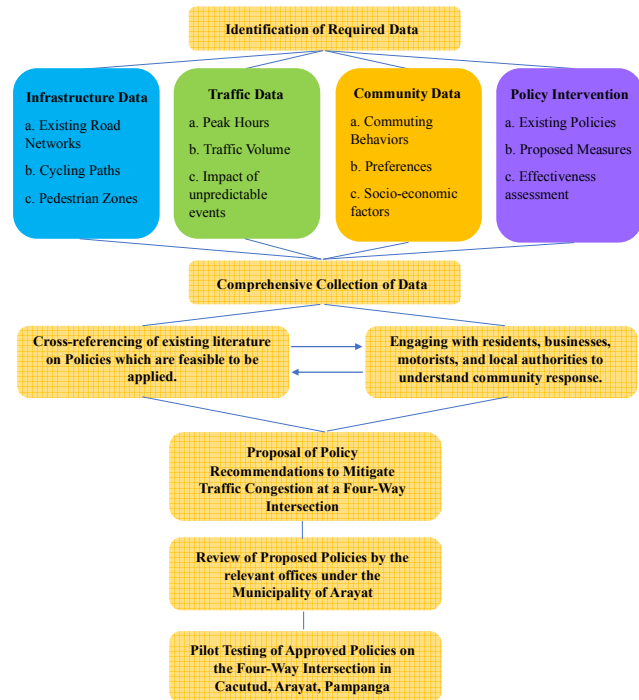 Identification of Required Data
Infrastructure Data
a. Existing Road
Networks
b. Cycling Paths
c. Pedestrian Zones
Traffic Data
a. Peak Hours
b. Traffic Volume
c. Impact of
unpredictable
events
Community Data
a. Commuting
Behaviors
b. Preferences
c. Socio-economic
factors
Policy Intervention
a. Existing Policies
b. Proposed Measures
c. Effectiveness
assessment
Comprehensive Collection of Data
Cross-referencing of existing literature
on Policies which are feasible to be
applied.
Engaging with residents, businesses,
motorists, and local authorities to
understand community response.
Proposal of Policy
Recommendations to Mitigate
Traffic Congestion at a Four-Way
Intersection
Review of Proposed Policies by the
relevant offices under the
Municipality of Arayat
Pilot Testing of Approved Policies on
the Four-Way Intersection in
Cacutud, Arayat, Pampanga